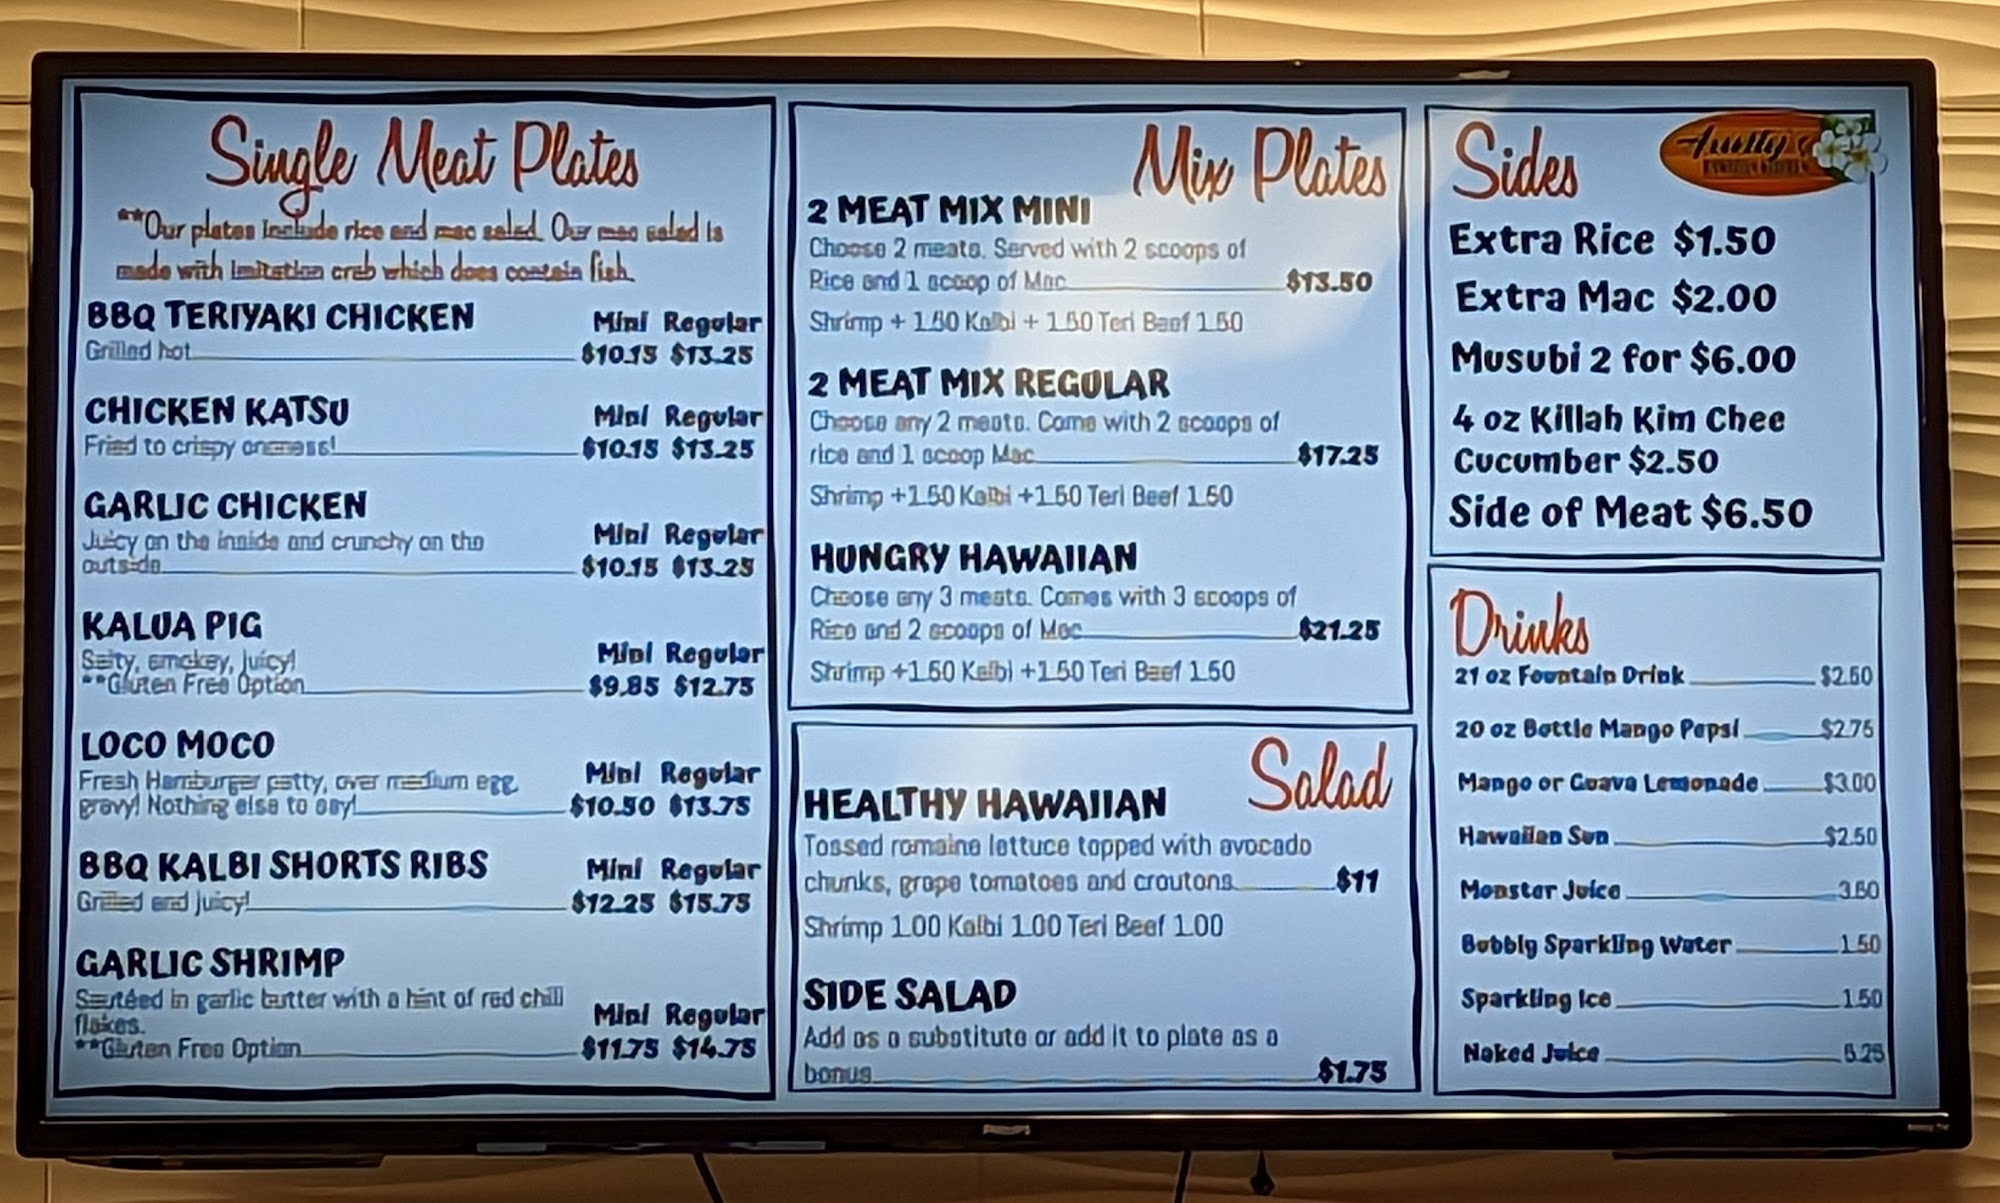 Single Meat Plates
**Our plates include rice and mac salad. Our mac salad is
made with imitation crab which does contain fish.
BBQ TERIYAKI CHICKEN
Mini Regular
Grilled hot $10.15 $13.25
CHICKEN KATSU
Mini Regular
Fried to crispy $10.15 $13.25
GARLIC CHICKEN
Juicy on the inside and crunchy on the
Mini Regular
outside $10.15 $13.25
KALUA PIG
Salty, smokey, juicy!
Mini Regular
**Gluten Free Option $9.85 $12.75
LOCO MOCO
Fresh Hamburger patty, over medium egg,
Mini Regular
gravy! Nothing else to say! $10.50 $13.75
BBQ KALBI SHORTS RIBS
Mini Regular
Grilled and juicy! $12.25 $15.75
GARLIC SHRIMP
Sautéed in garlic butter with a hint of red chili
flakes.
Mini Regular
**Gluten Free Option $11.75 $14.75
Mix Plates
2 MEAT MIX MINI
Choose 2 meats. Served with 2 scoops of
Rice and 1 scoop of Mac $13.50
Shrimp + 1.50 Kalbi + 1.50 Teri Beef 1.50
2 MEAT MIX REGULAR
Choose any 2 meats. Come with 2 scoops of
rice and 1 scoop Mac $17.25
Shrimp +1.50 Kalbi +1.50 Teri Beef 1.50
HUNGRY HAWAIIAN
Choose any 3 meats. Comes with 3 scoops of
Rice and 2 scoops of Mac $21.25
Shrimp +1.50 Kalbi +1.50 Teri Beef 1.50
Salad
HEALTHY HAWAIIAN
Tossed romaine lettuce topped with avocado
chunks, grape tomatoes and croutons $11
Shrimp 1.00 Kalbi 1.00 Teri Beef 1.00
SIDE SALAD
Add as a substitute or add it to plate as a
bonus $1.75
Sides
Extra Rice $1.50
Extra Mac $2.00
Musubi 2 for $6.00
4 oz Killah Kim Chee
Cucumber $2.50
Side of Meat $6.50
Drinks
21 oz Fountain Drink $2.50
20 oz Bottle Mango Pepsi $2.75
Mango or Guava Lemonade $3.00
Hawaiian Sun $2.50
Monster Juice 3.50
Bubbly Sparkling Water 1.50
Sparkling Ice 1.50
Naked Juice 5.25